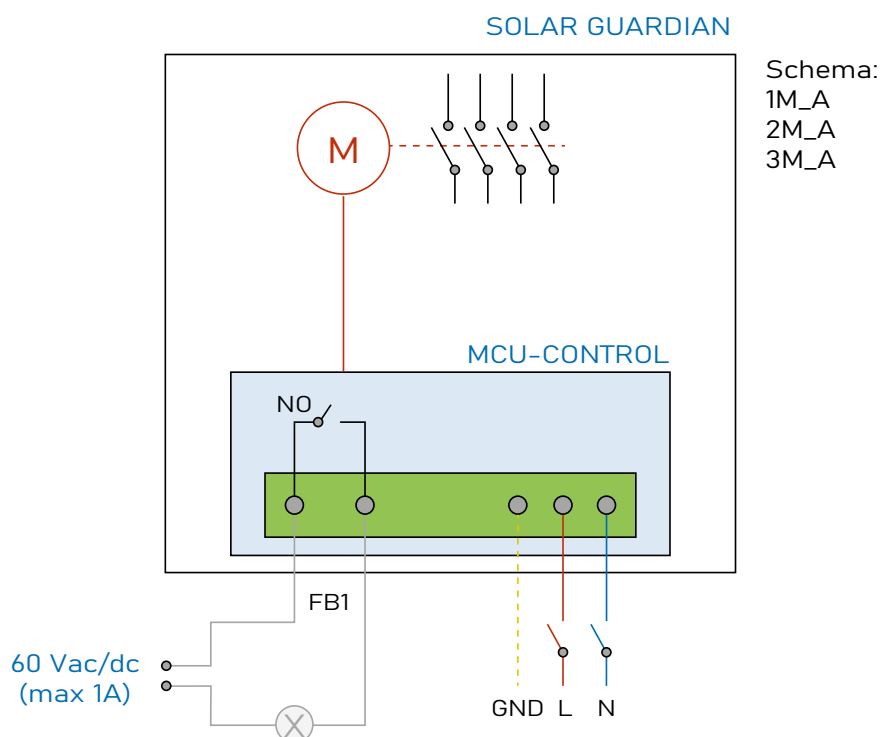 SOLAR GUARDIAN
Schema:
1M_A
2M_A
3M_A
M
MCU-CONTROL
NO
FB1
60 Vac/dc
(max 1A)
X
GND L N